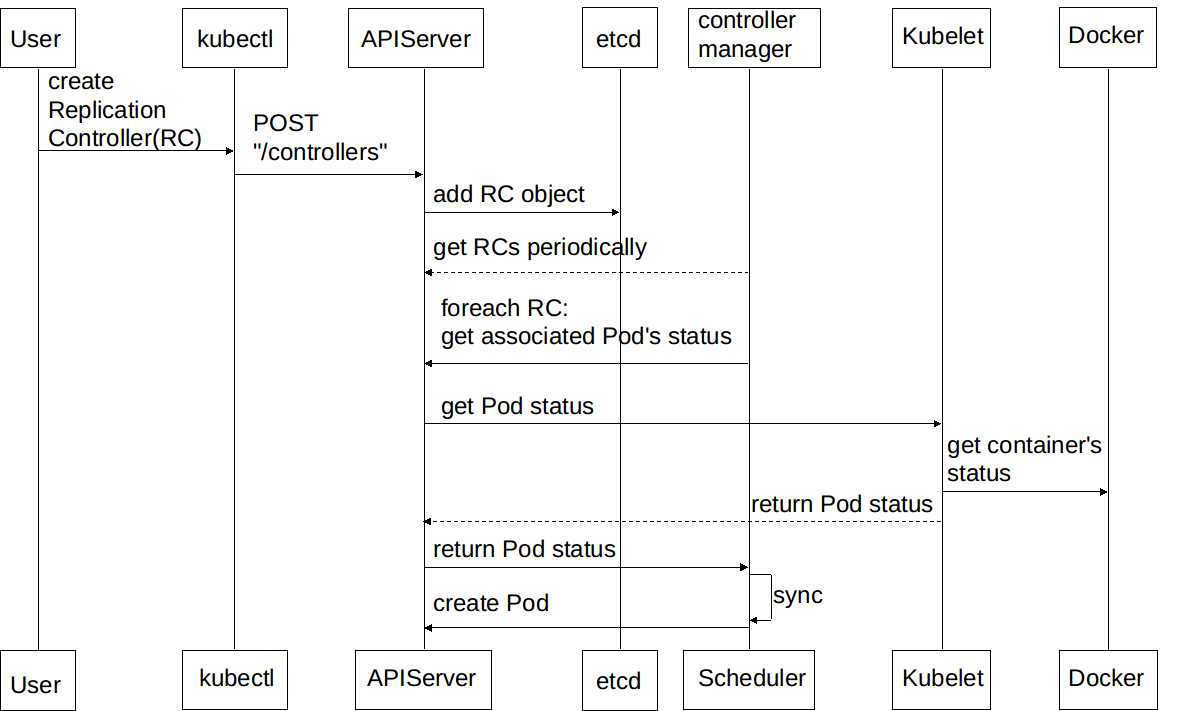 User
kubectl
APIServer
etcd
controller
manager
Kubelet
Docker
create
Replication
Controller(RC)
POST
"/controllers"
add RC object
get RCs periodically
foreach RC:
get associated Pod's status
get Pod status
get container's
status
return Pod status
return Pod status
sync
create Pod
User
kubectl
APIServer
etcd
Scheduler
Kubelet
Docker